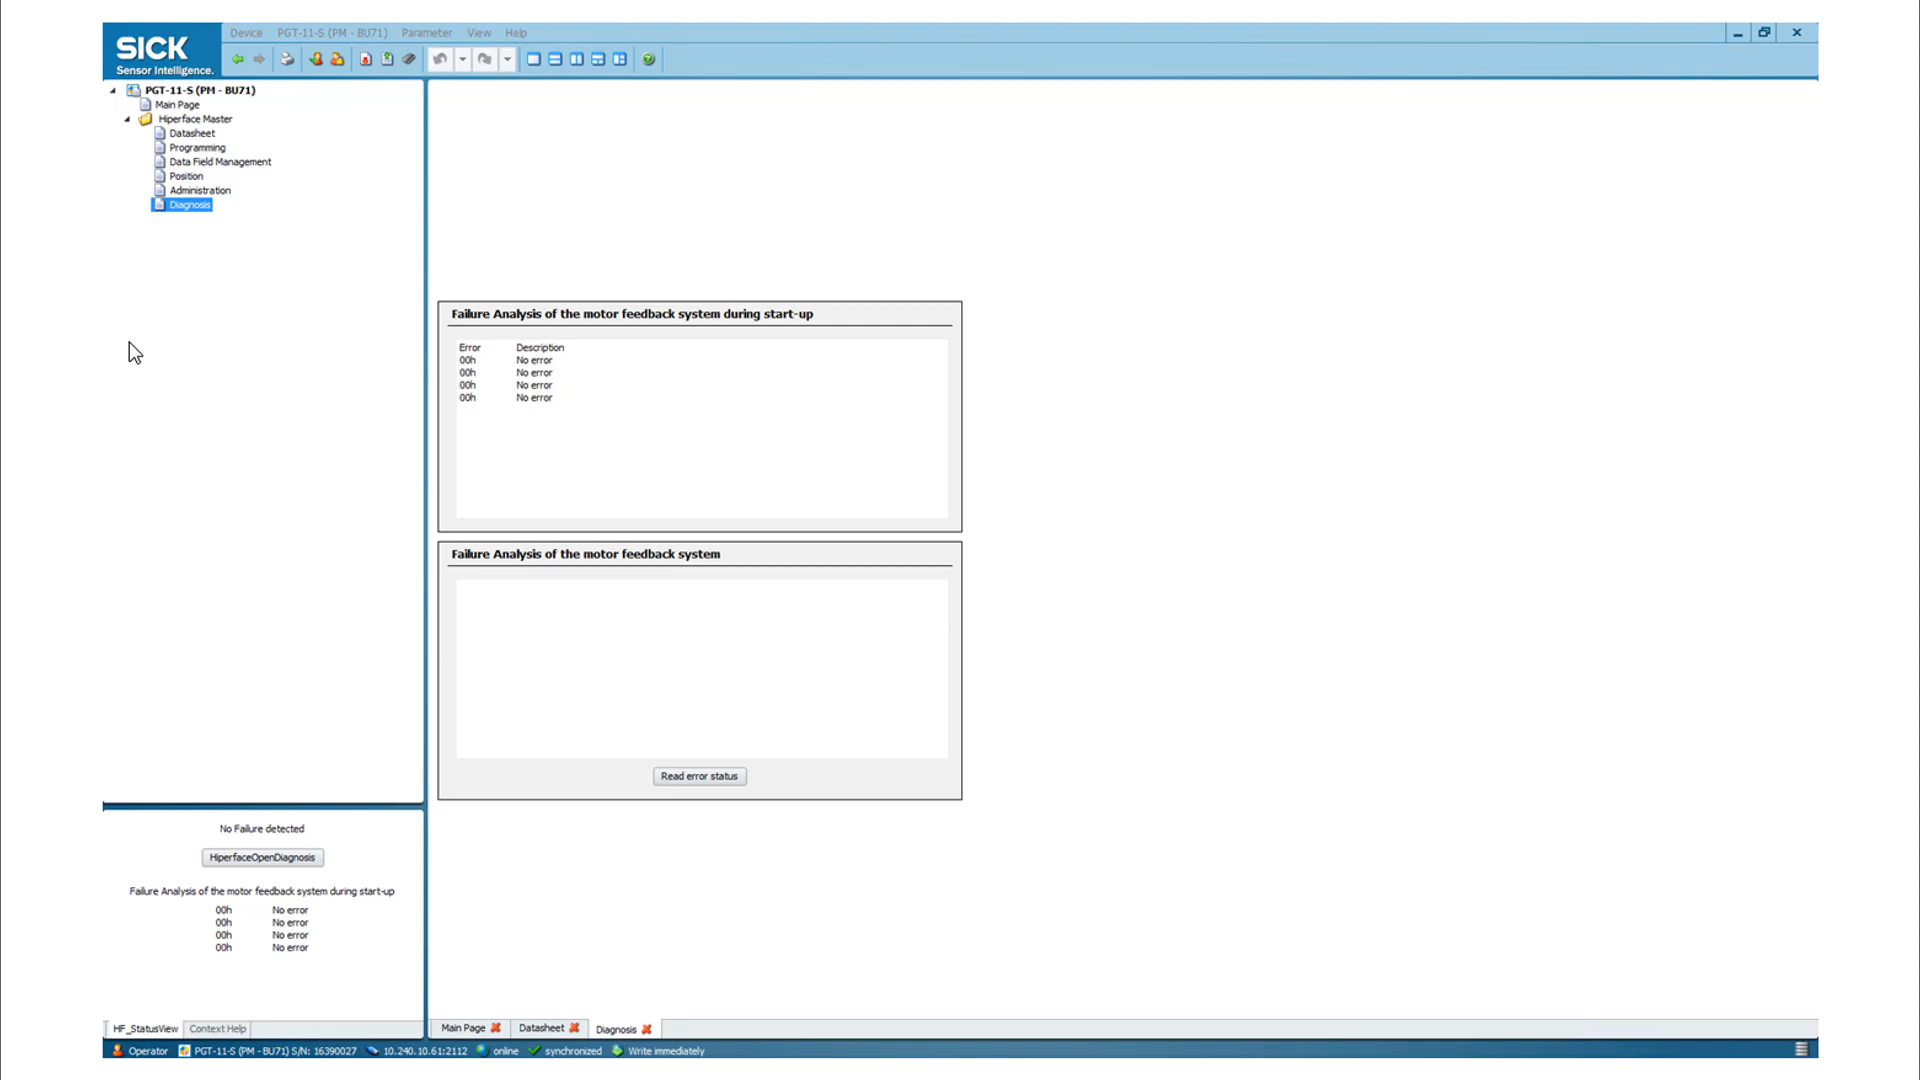 SICK
Sensor Intelligence.
Device PGT-11-S (PM - BU71) Parameter View Help
PGT-11-S (PM - BU71)
Main Page
Hiperface Master
Datasheet
Programming
Data Field Management
Position
Administration
Diagnosis
Failure Analysis of the motor feedback system during start-up
Error Description
00h No error
00h No error
00h No error
00h No error
Failure Analysis of the motor feedback system
Read error status
No Failure detected
HiperfaceOpenDiagnosis
Failure Analysis of the motor feedback system during start-up
00h No error
00h No error
00h No error
00h No error
HF_StatusView Context Help
Main Page Datasheet Diagnosis
Operator PGT-11-S (PM - BU71) S/N: 16390027 10.240.10.61:2112 online synchronized Write immediately